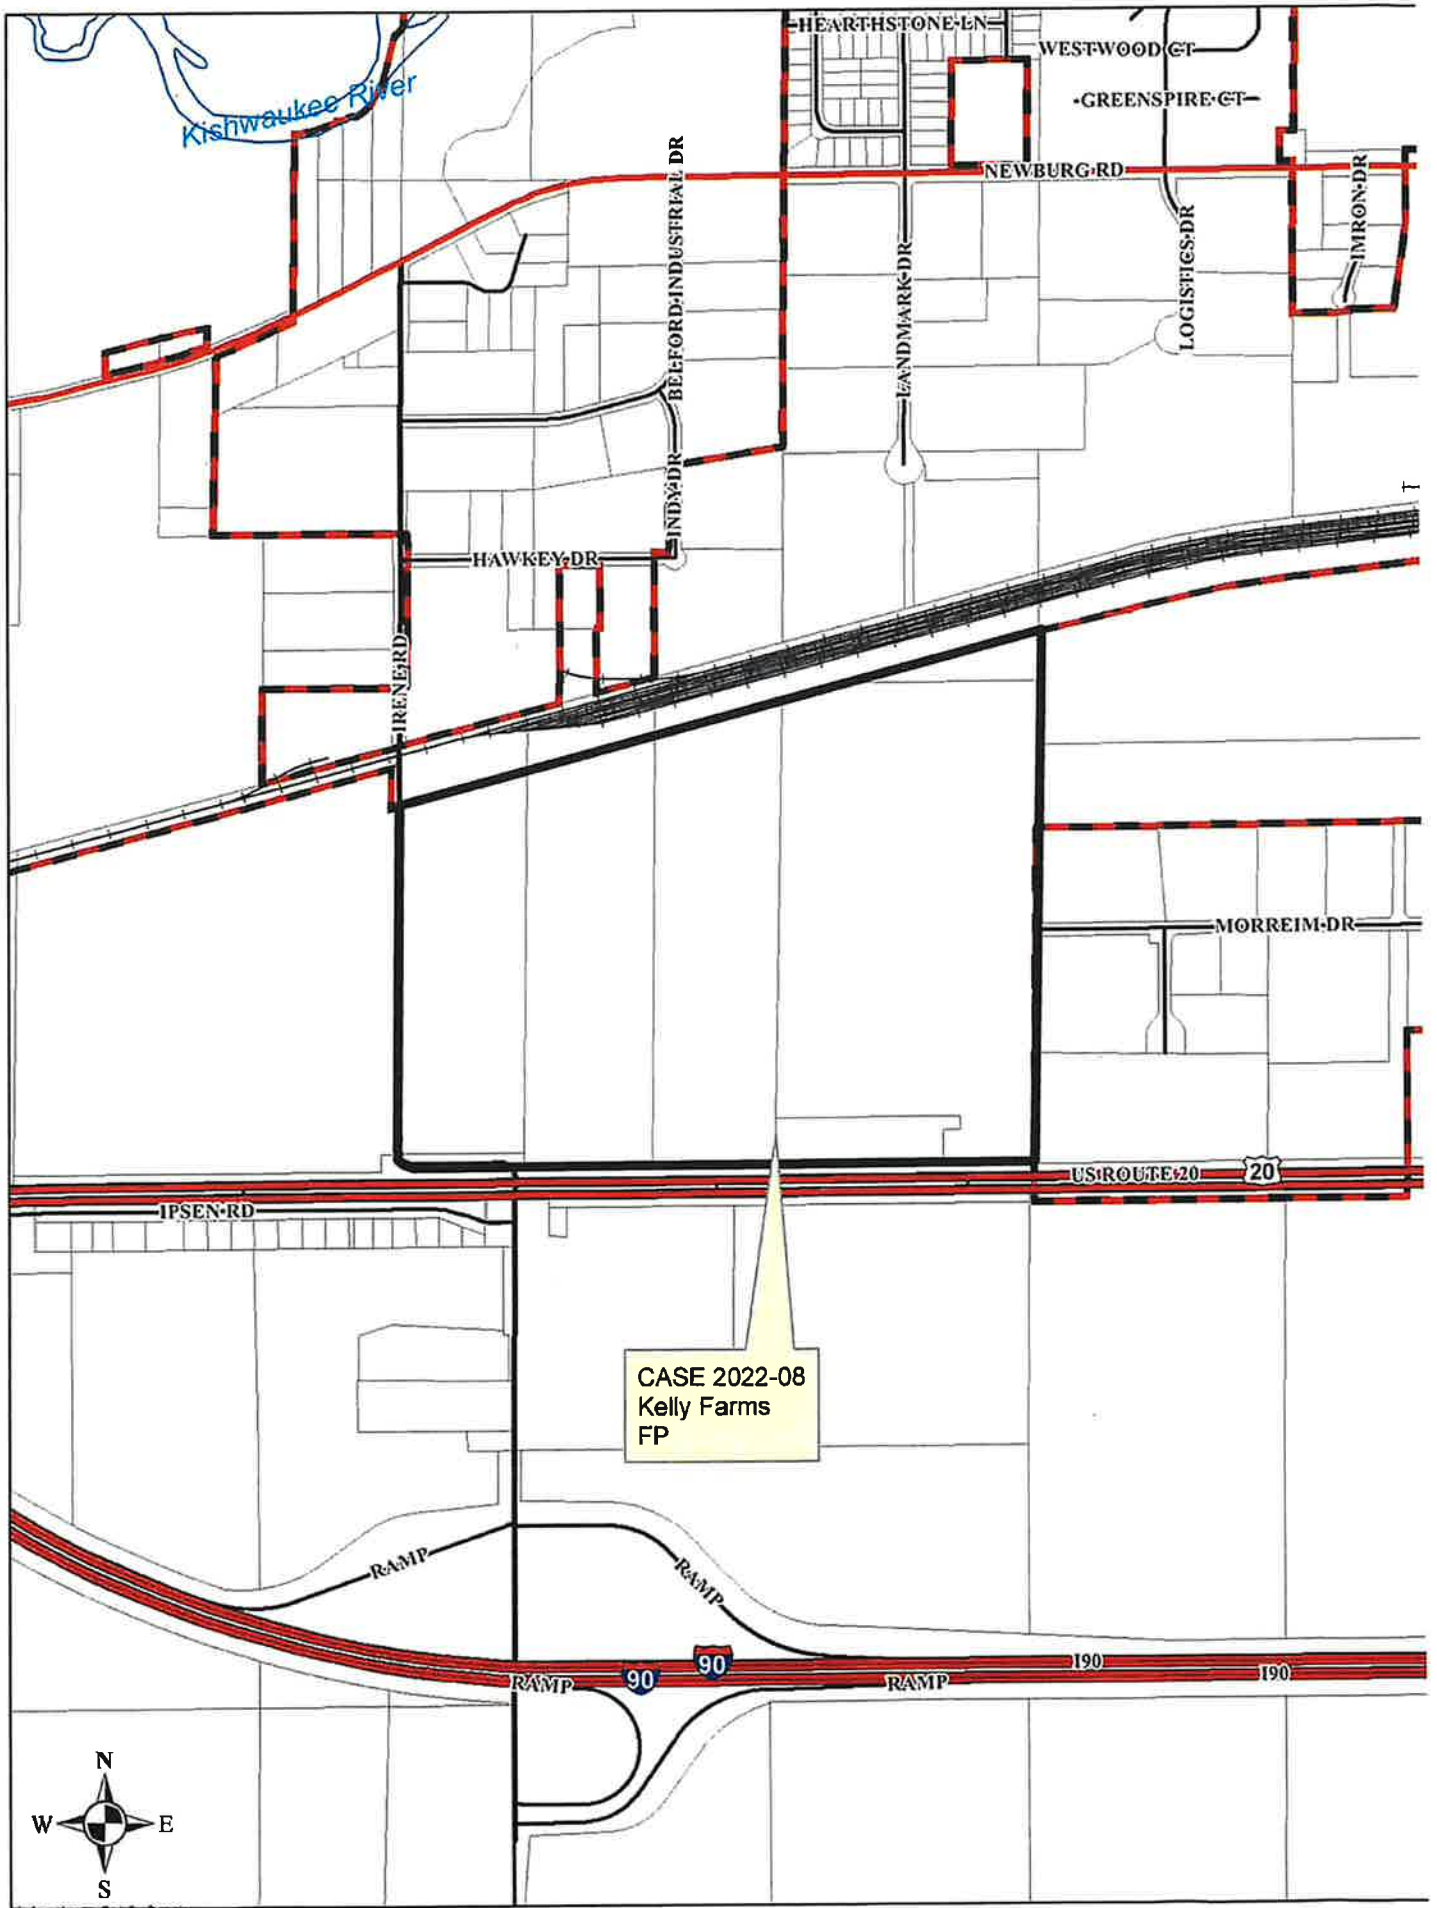 HEARTHSTONE LN
WESTWOOD CT
GREENSPIRE CT
Kishwaukee River
NEWBURG RD
BELFORD INDUSTRIAL DR
IMRON DR
LOGISTICS DR
LANDMARK DR
INDY DR
HAWKEY DR
IRENE RD
MORREIM DR
US ROUTE 20
20
IPSEN RD
CASE 2022-08
Kelly Farms
FP
RAMP
RAMP
90
90
I90
I90
RAMP
RAMP
N
W
E
S